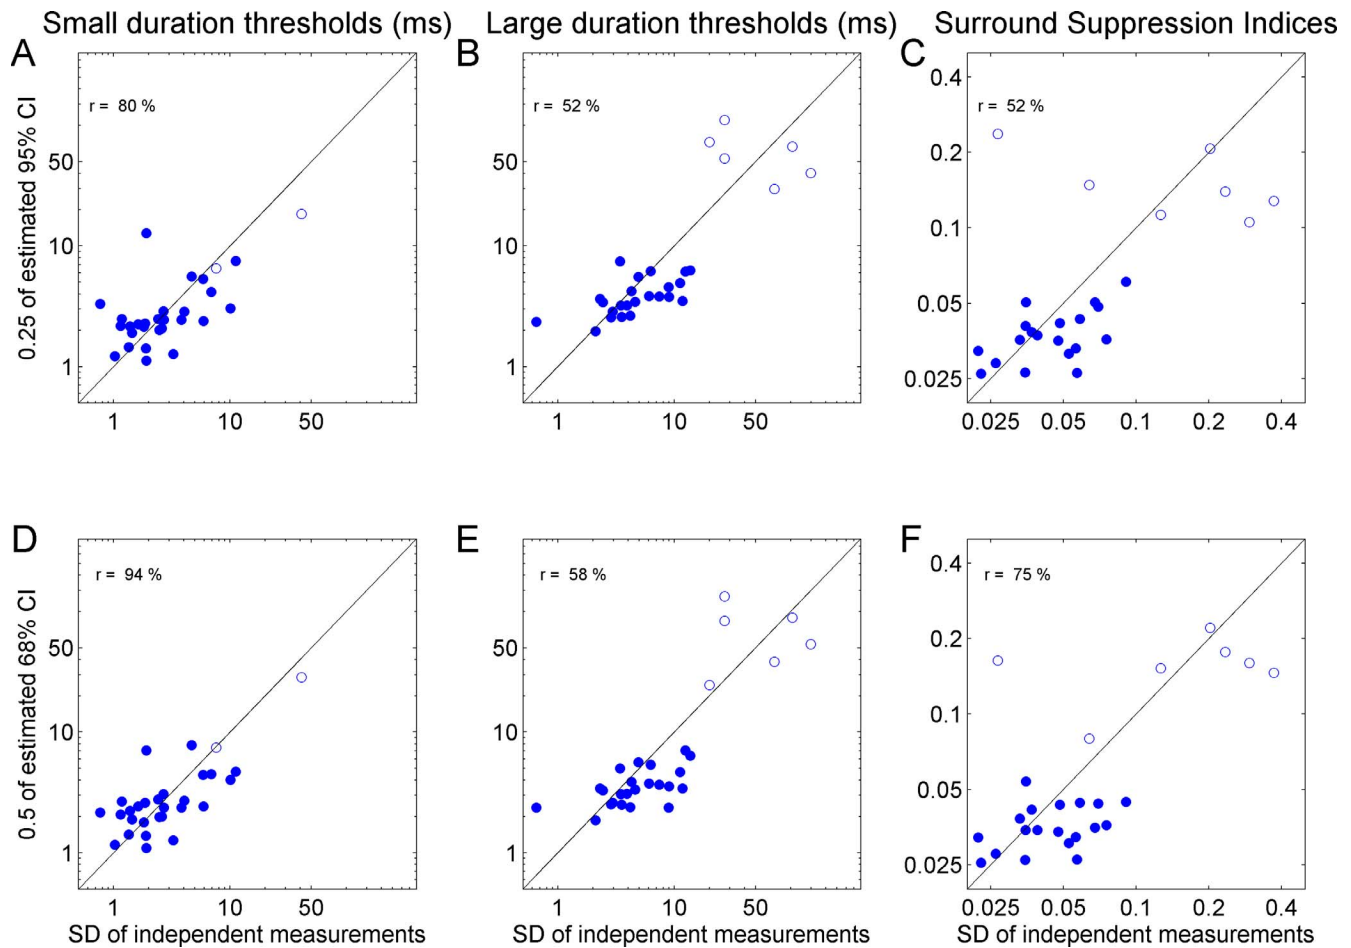 Small duration thresholds (ms)
Large duration thresholds (ms)
Surround Suppression Indices
A
0.25 of estimated 95% CI
r = 80 %
50
10
1
1
10
50
B
r = 52 %
50
10
1
1
10
50
C
r = 52 %
0.4
0.2
0.1
0.05
0.025
0.025
0.05
0.1
0.2
0.4
D
0.5 of estimated 68% CI
r = 94 %
50
10
1
1
10
50
SD of independent measurements
E
r = 58 %
50
10
1
1
10
50
SD of independent measurements
F
r = 75 %
0.4
0.2
0.1
0.05
0.025
0.025
0.05
0.1
0.2
0.4
SD of independent measurements